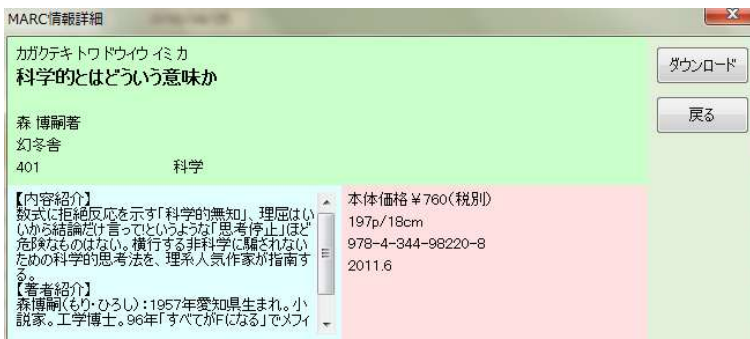 MARC情報詳細
カガクテキ トワ ドウイウ イミ カ
科学的とはどういう意味か
森 博嗣著
幻冬舎
401 科学
【内容紹介】
数式に拒絶反応を示す「科学的無知」、理屈はい
いから結論だけ言ってというような「思考停止」ほど
危険なものはない。横行する非科学に騙されない
ための科学的思考法を、理系人気作家が指南す
る。
【著者紹介】
森博嗣(もり・ひろし):1957年愛知県生まれ。小
説家。工学博士。96年「すべてがFになる」でメフィ
本体価格¥760(税別)
197p/18cm
978-4-344-98220-8
2011.6
ダウンロード
戻る